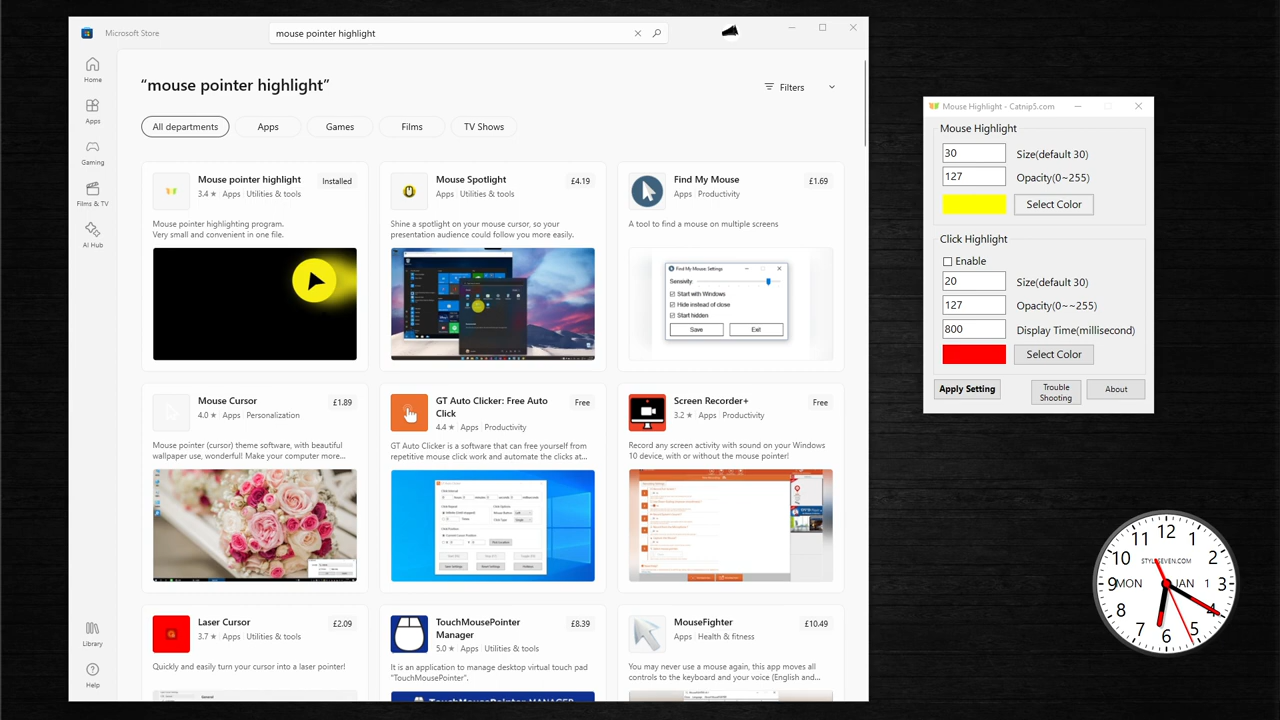 Microsoft Store
mouse pointer highlight
Home
Apps
Gaming
Films & TV
AI Hub
Library
Help
“mouse pointer highlight”
Filters
All departments
Apps
Games
Films
TV Shows
Mouse pointer highlight
Installed
3.4 ★ Apps Utilities & tools
Mouse pointer highlighting program.
Very small and convenient in one file.
Mouse Spotlight
£4.19
Apps Utilities & tools
Shine a spotlight on your mouse cursor, so your
presentation audience could follow you more easily.
Find My Mouse
£1.69
Apps Productivity
A tool to find a mouse on multiple screens
Find My Mouse Settings
Sensivity:
Start with Windows
Hide instead of close
Start hidden
Save
Exit
Mouse Cursor
£1.89
4.0 ★ Apps Personalization
Mouse pointer (cursor) theme software, with beautiful
wallpaper use, wonderful! Make your computer more...
GT Auto Clicker: Free Auto
Click
Free
4.4 ★ Apps Productivity
GT Auto Clicker is a software that can free yourself from
repetitive mouse click work and automate the clicks at...
Screen Recorder+
Free
3.2 ★ Apps Productivity
Record any screen activity with sound on your Windows
10 device, with or without the mouse pointer!
Laser Cursor
£2.09
3.7 ★ Apps Utilities & tools
Quickly and easily turn your cursor into a laser pointer!
TouchMousePointer
Manager
£8.39
5.0 ★ Apps Utilities & tools
It is an application to manage desktop virtual touch pad
"TouchMousePointer".
TouchMousePointer MANAGER
MouseFighter
£10.49
Apps Health & fitness
You may never use a mouse again, this app moves all
controls to the keyboard and your voice (English and...
Mouse Highlight - Catnip5.com
Mouse Highlight
30
Size(default 30)
127
Opacity(0~255)
Select Color
Click Highlight
Enable
20
Size(default 30)
127
Opacity(0~~255)
800
Display Time(millisecond)
Select Color
Apply Setting
Trouble
Shooting
About
12
1
2
3
4
5
6
7
8
9
10
11
MON
JAN 1